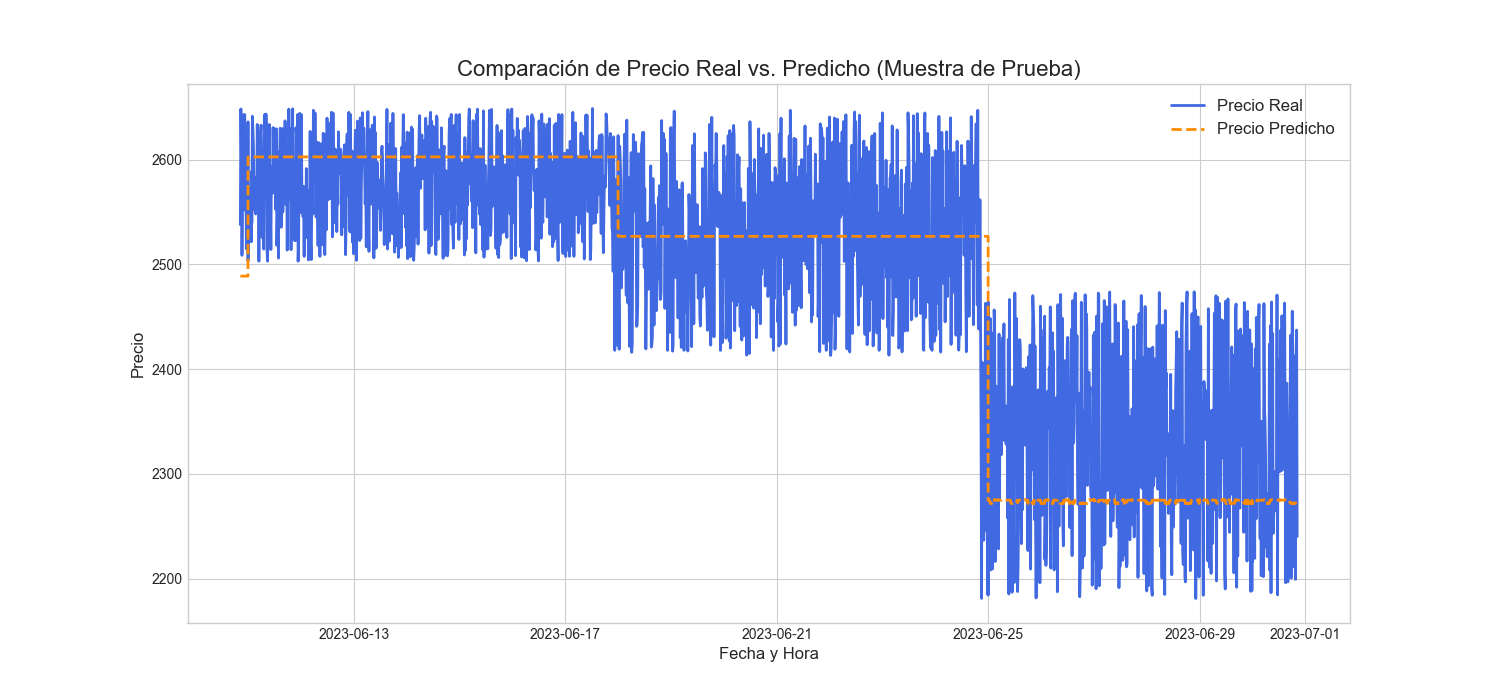 Comparación de Precio Real vs. Predicho (Muestra de Prueba)
Precio Real
Precio Predicho
Precio
2600
2500
2400
2300
2200
2023-06-13
2023-06-17
2023-06-21
2023-06-25
2023-06-29
2023-07-01
Fecha y Hora